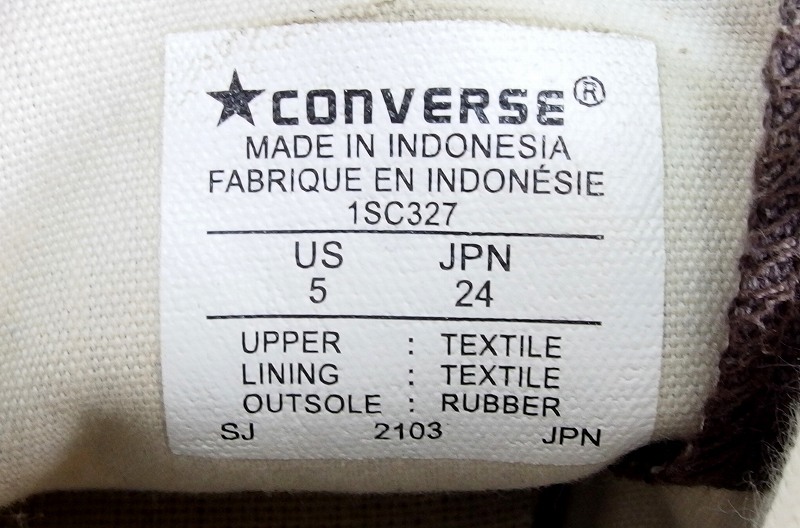 ★CONVERSE®
MADE IN INDONESIA
FABRIQUE EN INDONÉSIE
1SC327
US JPN
5 24
UPPER : TEXTILE
LINING : TEXTILE
OUTSOLE : RUBBER
SJ 2103 JPN